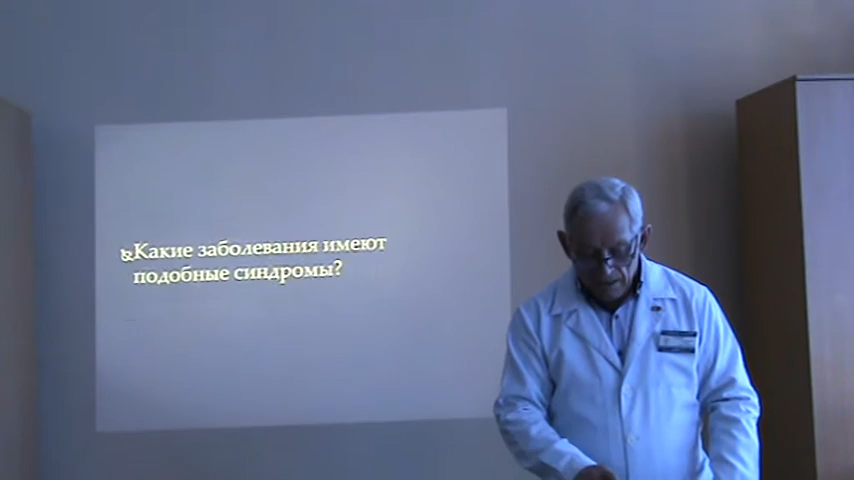 Какие заболевания имеют
подобные синдромы?